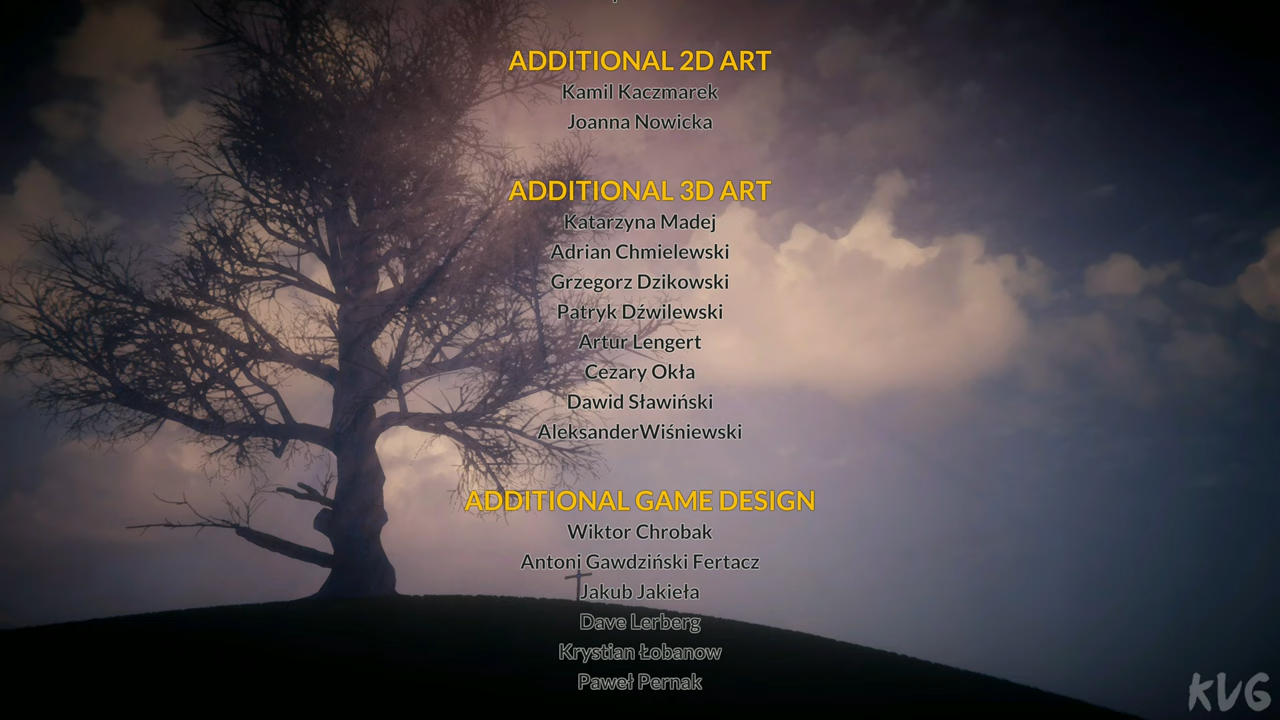 ADDITIONAL 2D ART
Kamil Kaczmarek
Joanna Nowicka
ADDITIONAL 3D ART
Katarzyna Madej
Adrian Chmielewski
Grzegorz Dzikowski
Patryk Dźwilewski
Artur Lengert
Cezary Okła
Dawid Sławiński
AleksanderWiśniewski
ADDITIONAL GAME DESIGN
Wiktor Chrobak
Antoni Gawdziński Fertacz
Jakub Jakieła
Dave Lerberg
Krystian Łobanow
Paweł Pernak
KVG